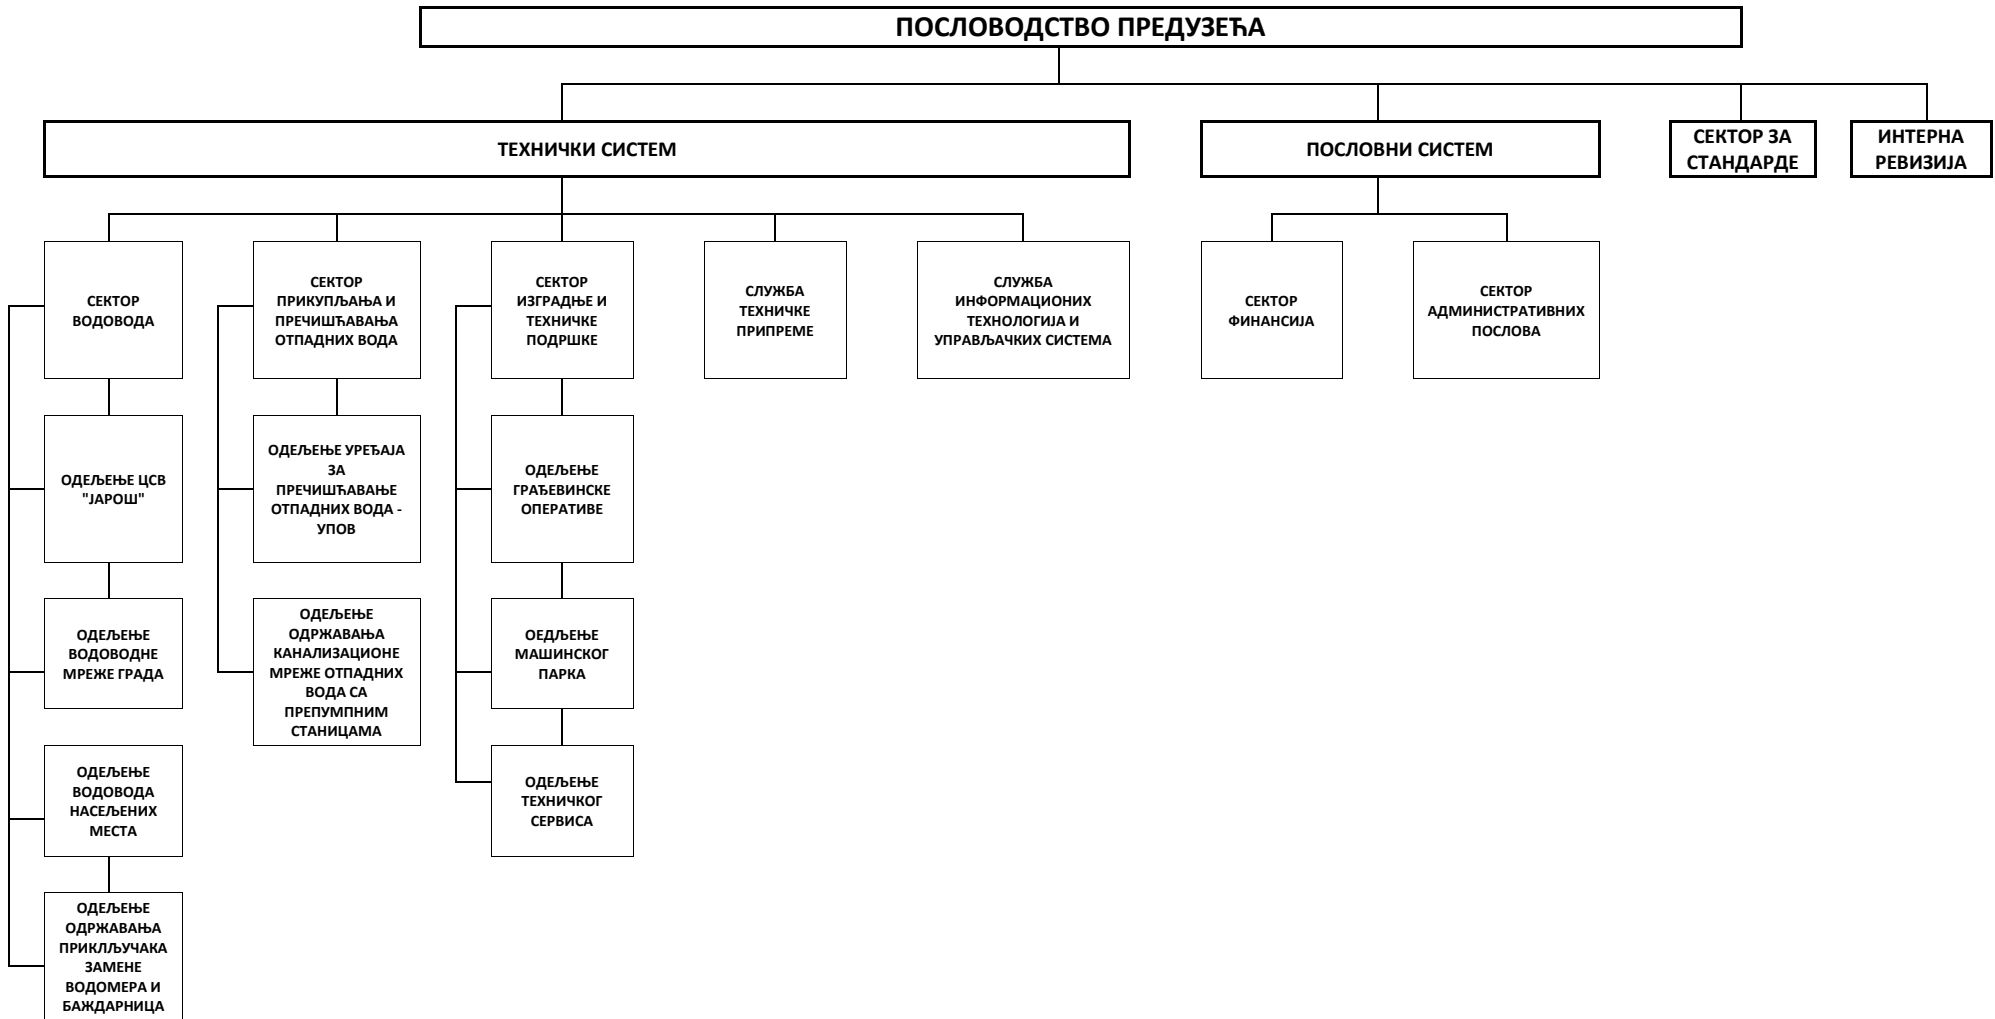 ПОСЛОВОДСТВО ПРЕДУЗЕЋА
ТЕХНИЧКИ СИСТЕМ
ПОСЛОВНИ СИСТЕМ
СЕКТОР ЗА
СТАНДАРДЕ
ИНТЕРНА
РЕВИЗИЈА
СЕКТОР
ВОДОВОДА
СЕКТОР
ПРИКУПЉАЊА И
ПРЕЧИШЋАВАЊА
ОТПАДНИХ ВОДА
СЕКТОР
ИЗГРАДЊЕ И
ТЕХНИЧКЕ
ПОДРШКЕ
СЛУЖБА
ТЕХНИЧКЕ
ПРИПРЕМЕ
СЛУЖБА
ИНФОРМАЦИОНИХ
ТЕХНОЛОГИЈА И
УПРАВЉАЧКИХ СИСТЕМА
СЕКТОР
ФИНАНСИЈА
СЕКТОР
АДМИНИСТРАТИВНИХ
ПОСЛОВА
ОДЕЉЕЊЕ ЦСВ
"ЈАРОШ"
ОДЕЉЕЊЕ УРЕЂАЈА
ЗА
ПРЕЧИШЋАВАЊЕ
ОТПАДНИХ ВОДА -
УПОВ
ОДЕЉЕЊЕ
ГРАЂЕВИНСКЕ
ОПЕРАТИВЕ
ОДЕЉЕЊЕ
ВОДОВОДНЕ
МРЕЖЕ ГРАДА
ОДЕЉЕЊЕ
ОДРЖАВАЊА
КАНАЛИЗАЦИОНЕ
МРЕЖЕ ОТПАДНИХ
ВОДА СА
ПРЕПУМПНИМ
СТАНИЦАМА
ОЕДЉЕЊЕ
МАШИНСКОГ
ПАРКА
ОДЕЉЕЊЕ
ВОДОВОДА
НАСЕЉЕНИХ
МЕСТА
ОДЕЉЕЊЕ
ТЕХНИЧКОГ
СЕРВИСА
ОДЕЉЕЊЕ
ОДРЖАВАЊА
ПРИКЛЉУЧАКА
ЗАМЕНЕ
ВОДОМЕРА И
БАЖДАРНИЦА